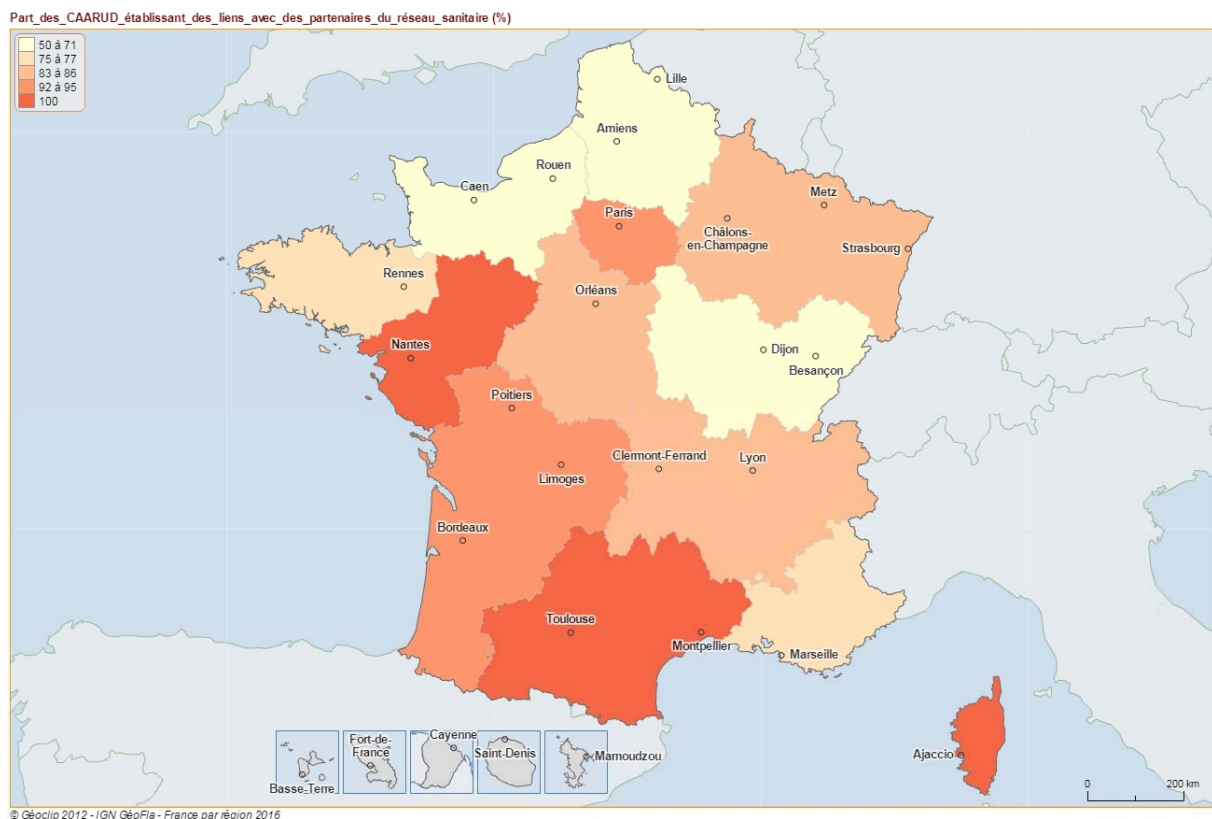 Part_des_CAARUD_établissant_des_liens_avec_des_partenaires_du_réseau_sanitaire (%)
50 à 71
75 à 77
83 à 86
92 à 95
100
Lille
Amiens
Rouen
Caen
Paris
Metz
Châlons-
en-Champagne
Strasbourg
Rennes
Orléans
Nantes
Dijon
Besançon
Poitiers
Clermont-Ferrand
Lyon
Limoges
Bordeaux
Toulouse
Montpellier
Marseille
Ajaccio
Basse-Terre
Fort-de-
France
Cayenne
Saint-Denis
Mamoudzou
0 200 km
© Géoclip 2012 - IGN GéoFla - France par région 2016